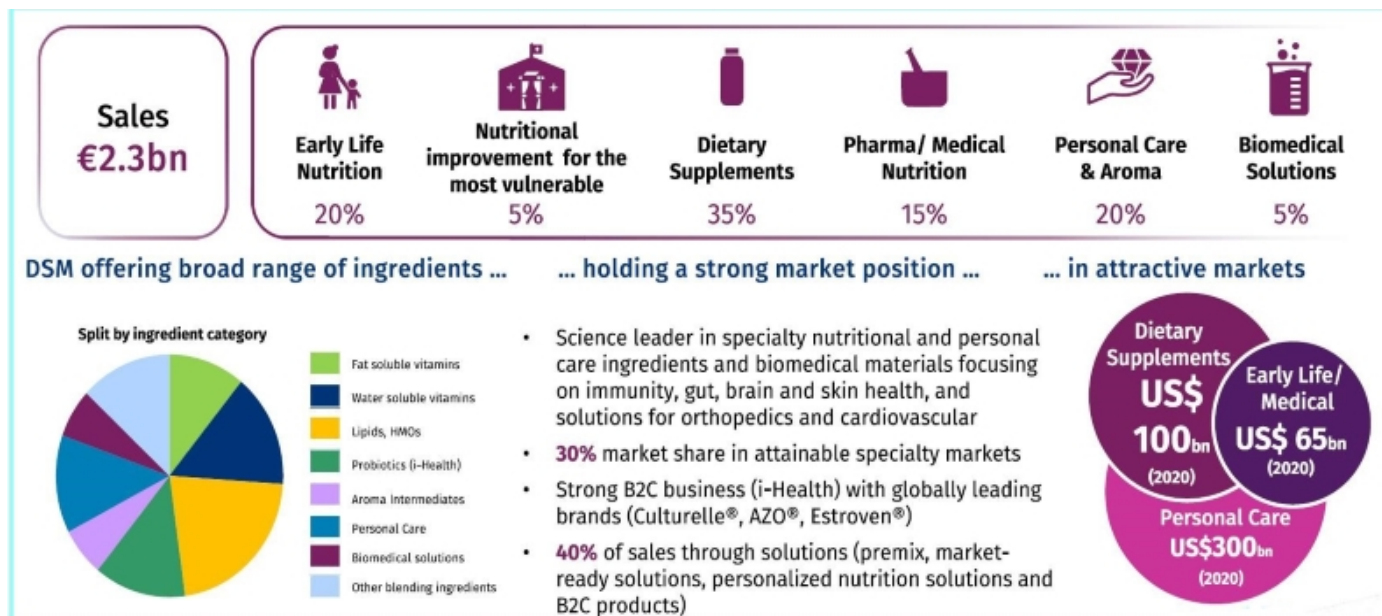 Sales
€2.3bn
Early Life
Nutrition
20%
Nutritional
improvement for the
most vulnerable
5%
Dietary
Supplements
35%
Pharma/ Medical
Nutrition
15%
Personal Care
& Aroma
20%
Biomedical
Solutions
5%
DSM offering broad range of ingredients ...
... holding a strong market position ...
... in attractive markets
Split by ingredient category
Fat soluble vitamins
Water soluble vitamins
Lipids, HMOs
Probiotics (i-Health)
Aroma Intermediates
Personal Care
Biomedical solutions
Other blending ingredients
• Science leader in specialty nutritional and personal
care ingredients and biomedical materials focusing
on immunity, gut, brain and skin health, and
solutions for orthopedics and cardiovascular
• 30% market share in attainable specialty markets
• Strong B2C business (i-Health) with globally leading
brands (Culturelle®, AZO®, Estroven®)
• 40% of sales through solutions (premix, market-
ready solutions, personalized nutrition solutions and
B2C products)
Dietary
Supplements
US$
100bn
(2020)
Early Life/
Medical
US$ 65bn
(2020)
Personal Care
US$300bn
(2020)